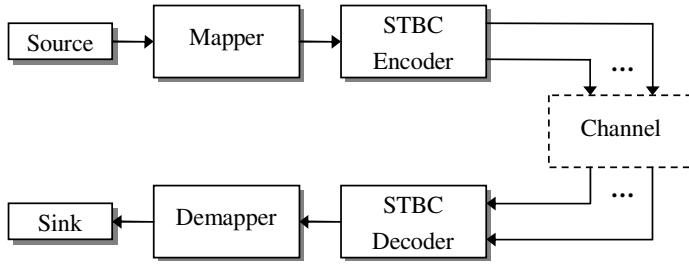 Source
Mapper
STBC
Encoder
...
Channel
Sink
Demapper
STBC
Decoder
...